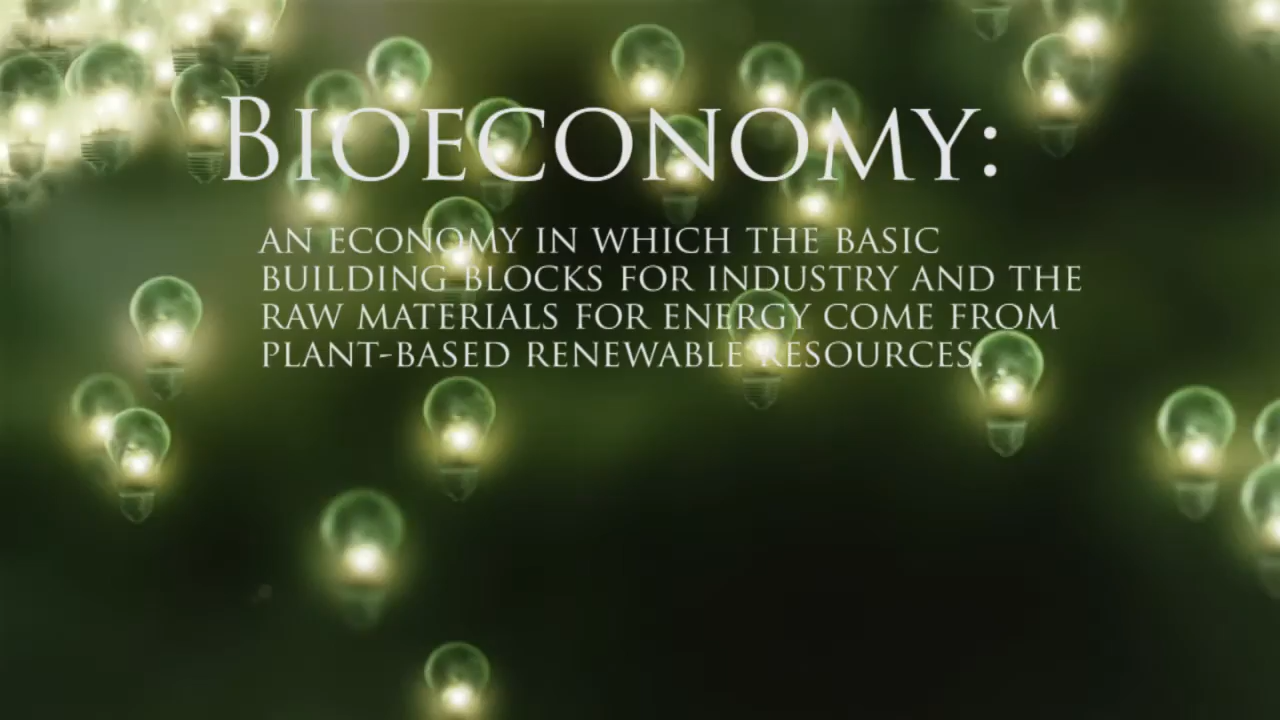 BIOECONOMY:
AN ECONOMY IN WHICH THE BASIC
BUILDING BLOCKS FOR INDUSTRY AND THE
RAW MATERIALS FOR ENERGY COME FROM
PLANT-BASED RENEWABLE RESOURCES.